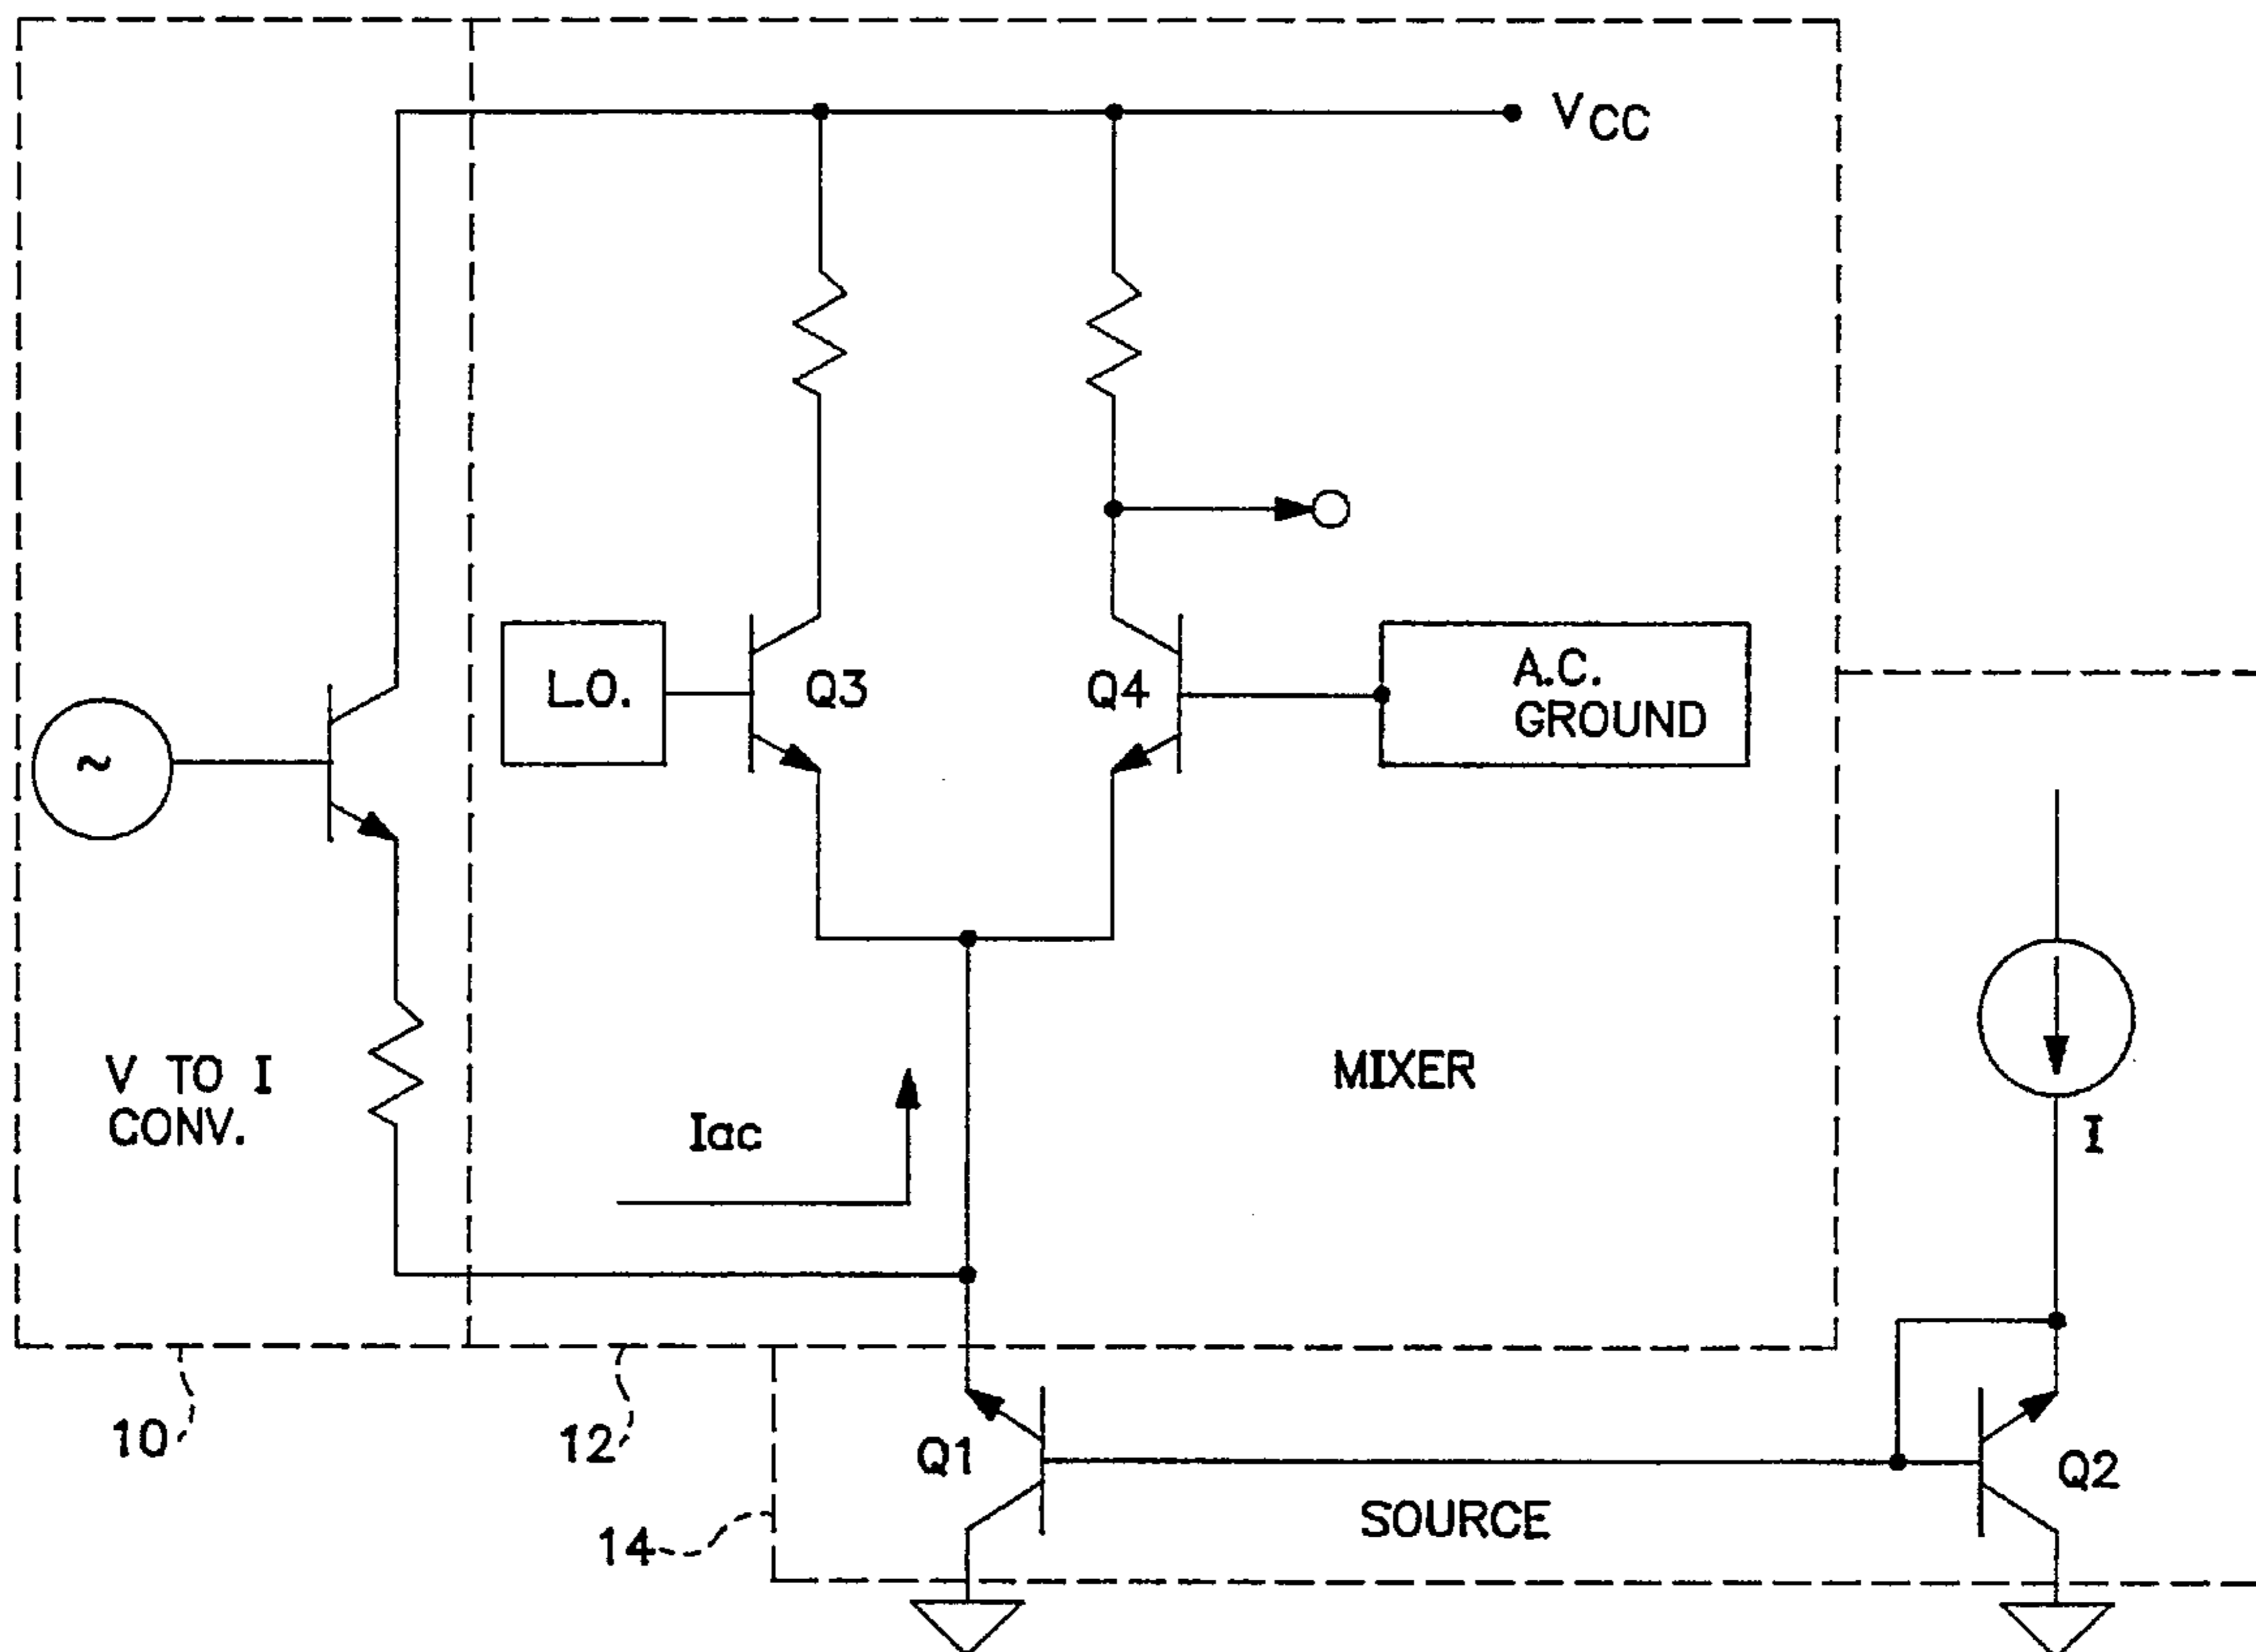 VCC
L.O.
Q3
Q4
A.C.
GROUND
~
V TO I
CONV.
Iac
MIXER
I
10
12
Q1
Q2
14
SOURCE